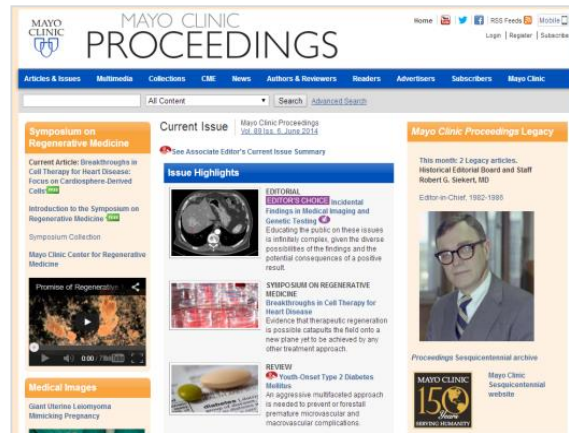 MAYO CLINIC
MAYO CLINIC
PROCEEDINGS
Home
RSS Feeds
Mobile
Login | Register | Subscribe
Articles & Issues Multimedia Collections CME News Authors & Reviewers Readers Advertisers Subscribers Mayo Clinic
All Content Search Advanced Search
Symposium on
Regenerative Medicine
Current Article: Breakthroughs in
Cell Therapy for Heart Disease:
Focus on Cardiosphere-Derived
Cells
Introduction to the Symposium on
Regenerative Medicine
Symposium Collection
Mayo Clinic Center for Regenerative
Medicine
Promise of Regenerative
0:00
Medical Images
Giant Uterine Leiomyoma
Mimicking Pregnancy
Current Issue
Mayo Clinic Proceedings
Vol. 89 Iss. 6, June 2014
See Associate Editor's Current Issue Summary
Issue Highlights
EDITORIAL
EDITOR'S CHOICE Incidental
Findings in Medical Imaging and
Genetic Testing
Educating the public on these issues
is infinitely complex, given the diverse
possibilities of the findings and the
potential consequences of a positive
result.
SYMPOSIUM ON REGENERATIVE
MEDICINE
Breakthroughs in Cell Therapy for
Heart Disease
Evidence that therapeutic regeneration
is possible catapults the field onto a
new plane yet to be achieved by any
other treatment approach.
REVIEW
Youth-Onset Type 2 Diabetes
Mellitus
An aggressive multifaceted approach
is needed to prevent or forestall
premature microvascular and
macrovascular complications.
Mayo Clinic Proceedings Legacy
This month: 2 Legacy articles.
Historical Editorial Board and Staff
Robert G. Siekert, MD
Editor-in-Chief, 1982-1986
Proceedings Sesquicentennial archive
MAYO CLINIC
150
Years
SERVING HUMANITY
Mayo Clinic
Sesquicentennial
website